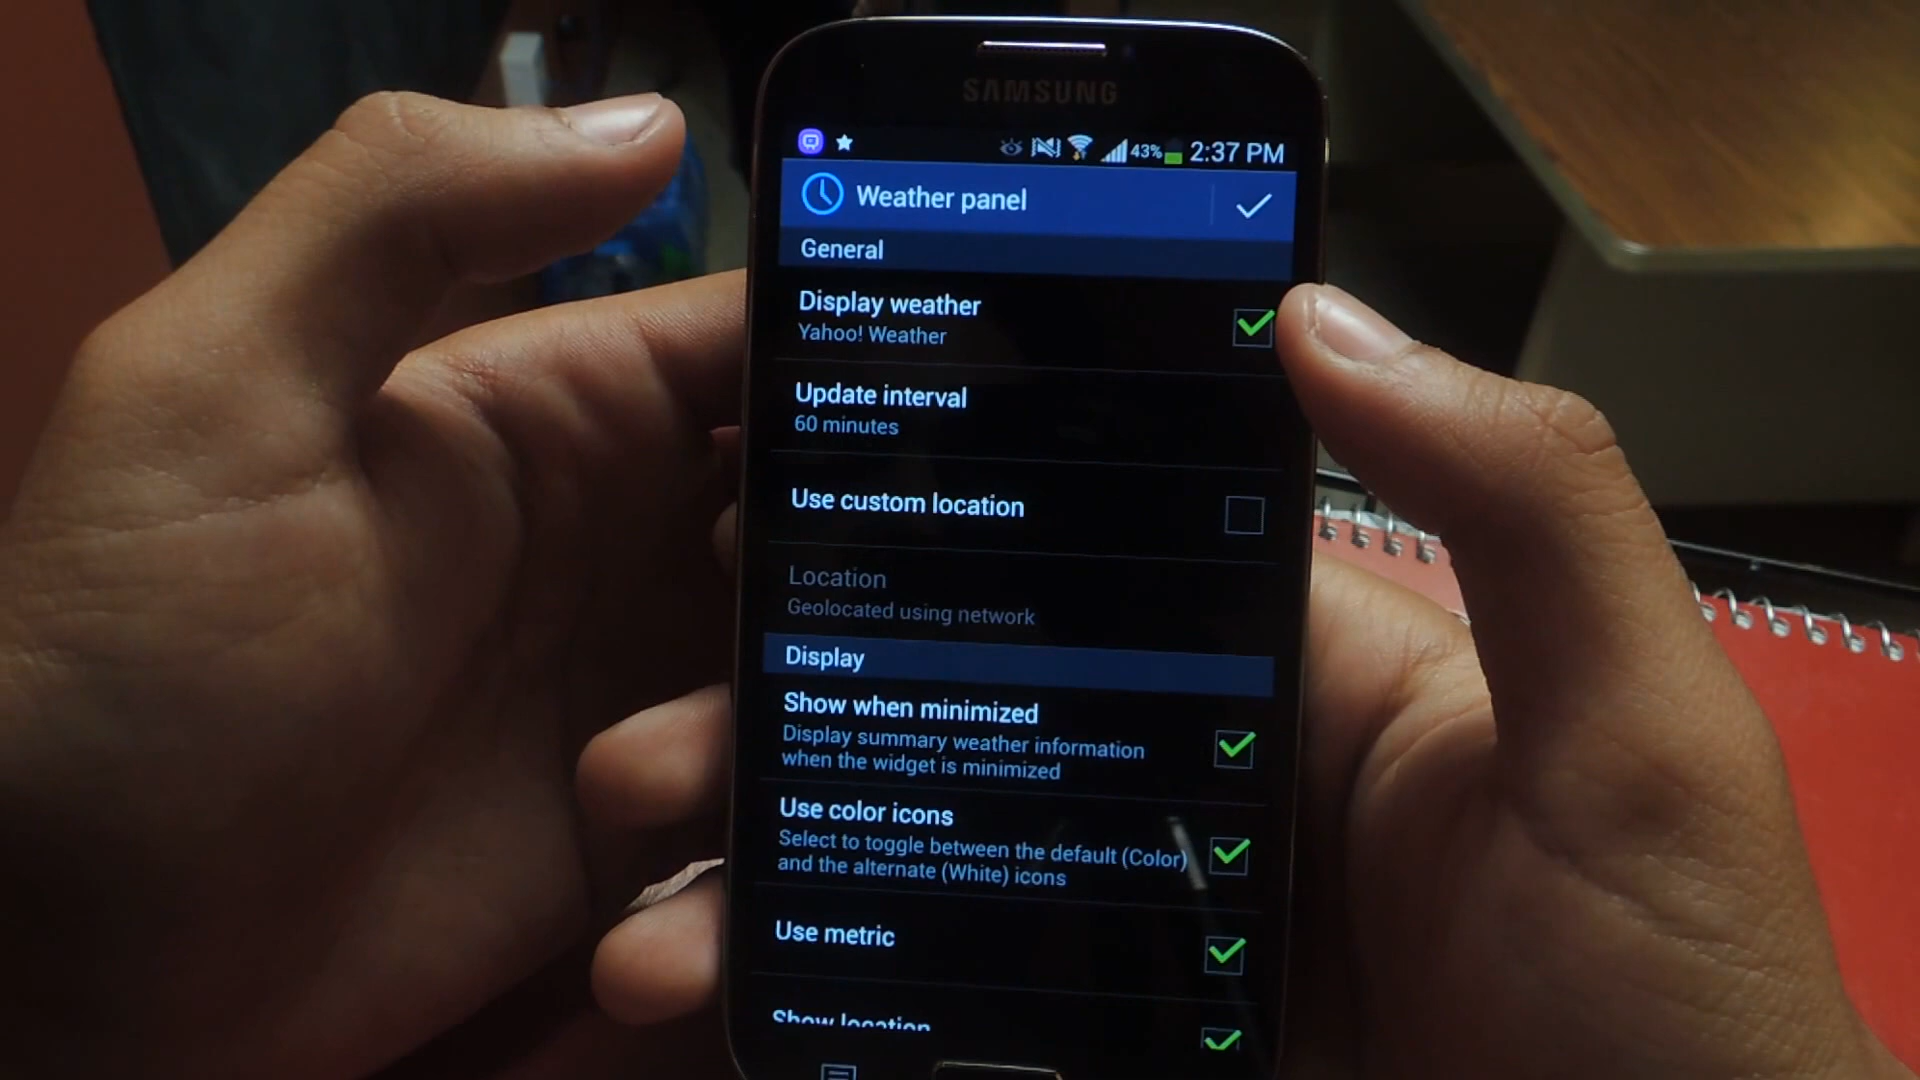 SAMSUNG
43% 2:37 PM
Weather panel
General
Display weather
Yahoo! Weather
Update interval
60 minutes
Use custom location
Location
Geolocated using network
Display
Show when minimized
Display summary weather information
when the widget is minimized
Use color icons
Select to toggle between the default (Color)
and the alternate (White) icons
Use metric
Show location